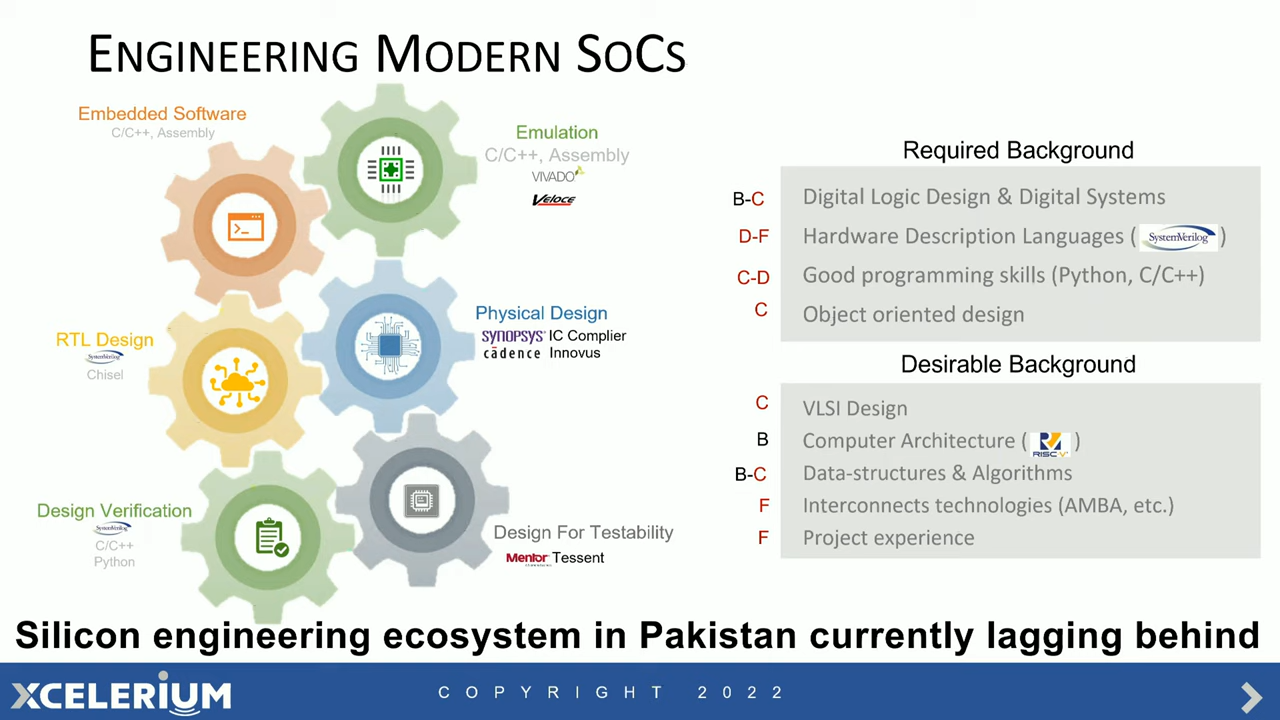 ENGINEERING MODERN SOCS
Embedded Software
C/C++, Assembly
Emulation
C/C++, Assembly
VIVADO
Veloce
RTL Design
SystemVerilog
Chisel
Physical Design
SYNOPSYS IC Complier
cādence Innovus
Design Verification
SystemVerilog
C/C++
Python
Design For Testability
Mentor Tessent
Required Background
B-C Digital Logic Design & Digital Systems
D-F Hardware Description Languages ( SystemVerilog )
C-D Good programming skills (Python, C/C++)
C Object oriented design
Desirable Background
C VLSI Design
B Computer Architecture ( RISC-V )
B-C Data-structures & Algorithms
F Interconnects technologies (AMBA, etc.)
F Project experience
Silicon engineering ecosystem in Pakistan currently lagging behind
XCELERIUM
COPYRIGHT 2022